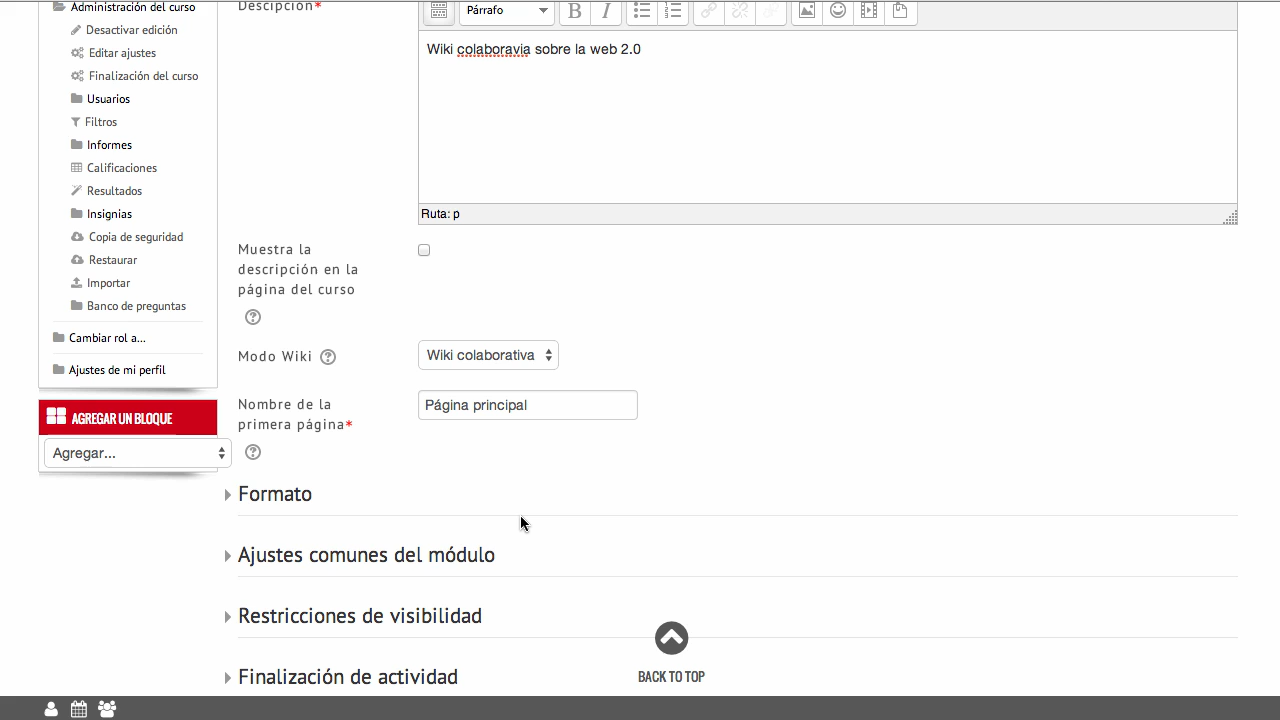 Administración del curso
Desactivar edición
Editar ajustes
Finalización del curso
Usuarios
Filtros
Informes
Calificaciones
Resultados
Insignias
Copia de seguridad
Restaurar
Importar
Banco de preguntas
Cambiar rol a...
Ajustes de mi perfil
AGREGAR UN BLOQUE
Agregar...
Descipción*
Párrafo
B I
Wiki colaboravia sobre la web 2.0
Ruta: p
Muestra la
descripción en la
página del curso
Modo Wiki
Wiki colaborativa
Nombre de la
primera página*
Página principal
Formato
Ajustes comunes del módulo
Restricciones de visibilidad
Finalización de actividad
BACK TO TOP